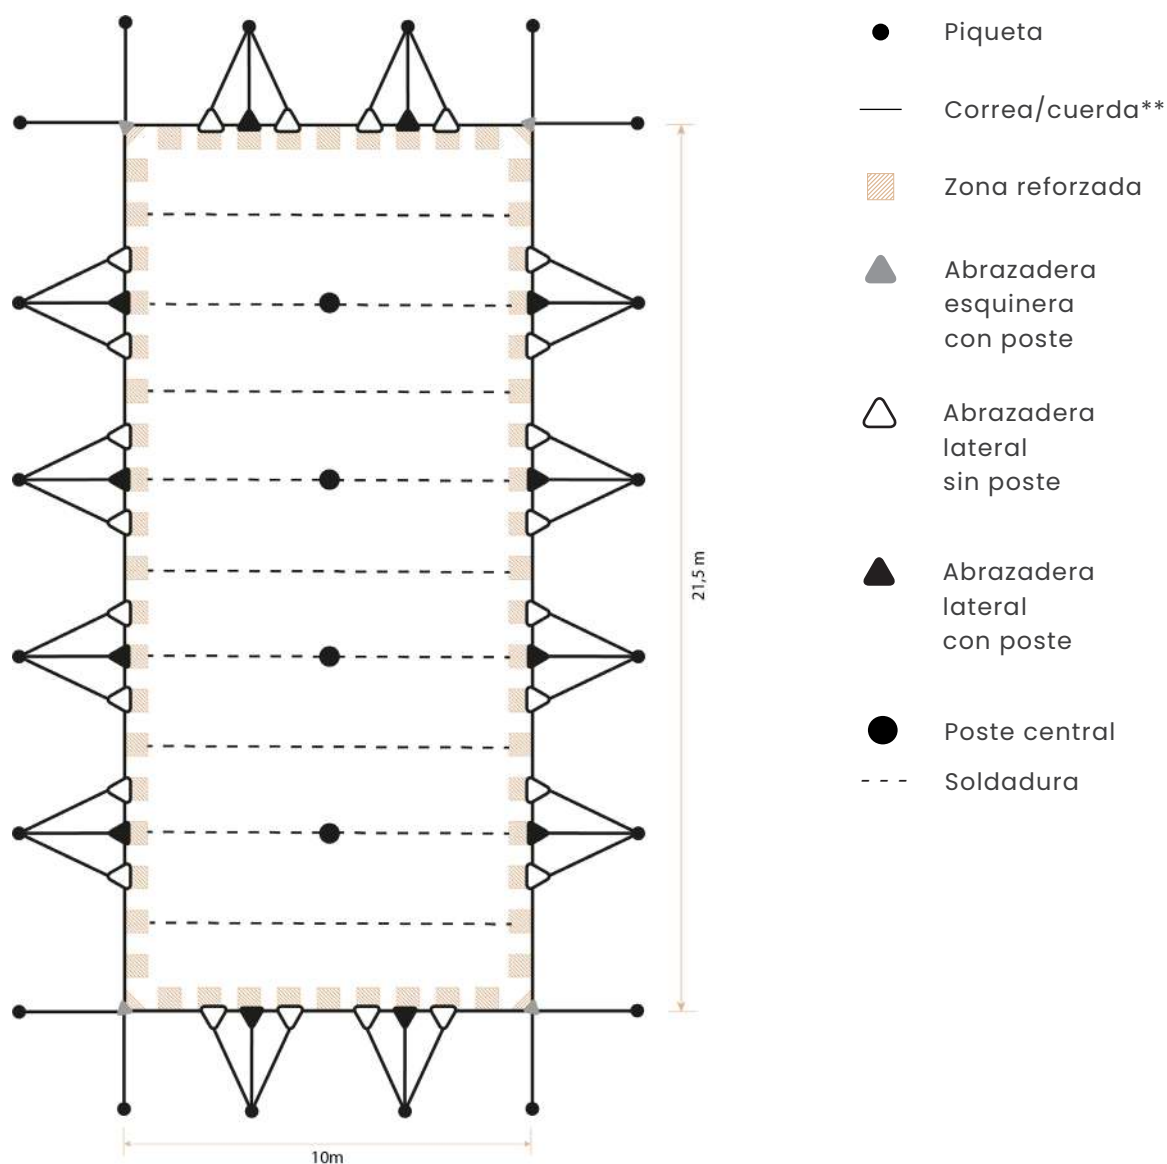 Piqueta
Correa/cuerda**
Zona reforzada
Abrazadera
esquinera
con poste
Abrazadera
lateral
sin poste
Abrazadera
lateral
con poste
Poste central
Soldadura
21,5 m
10m